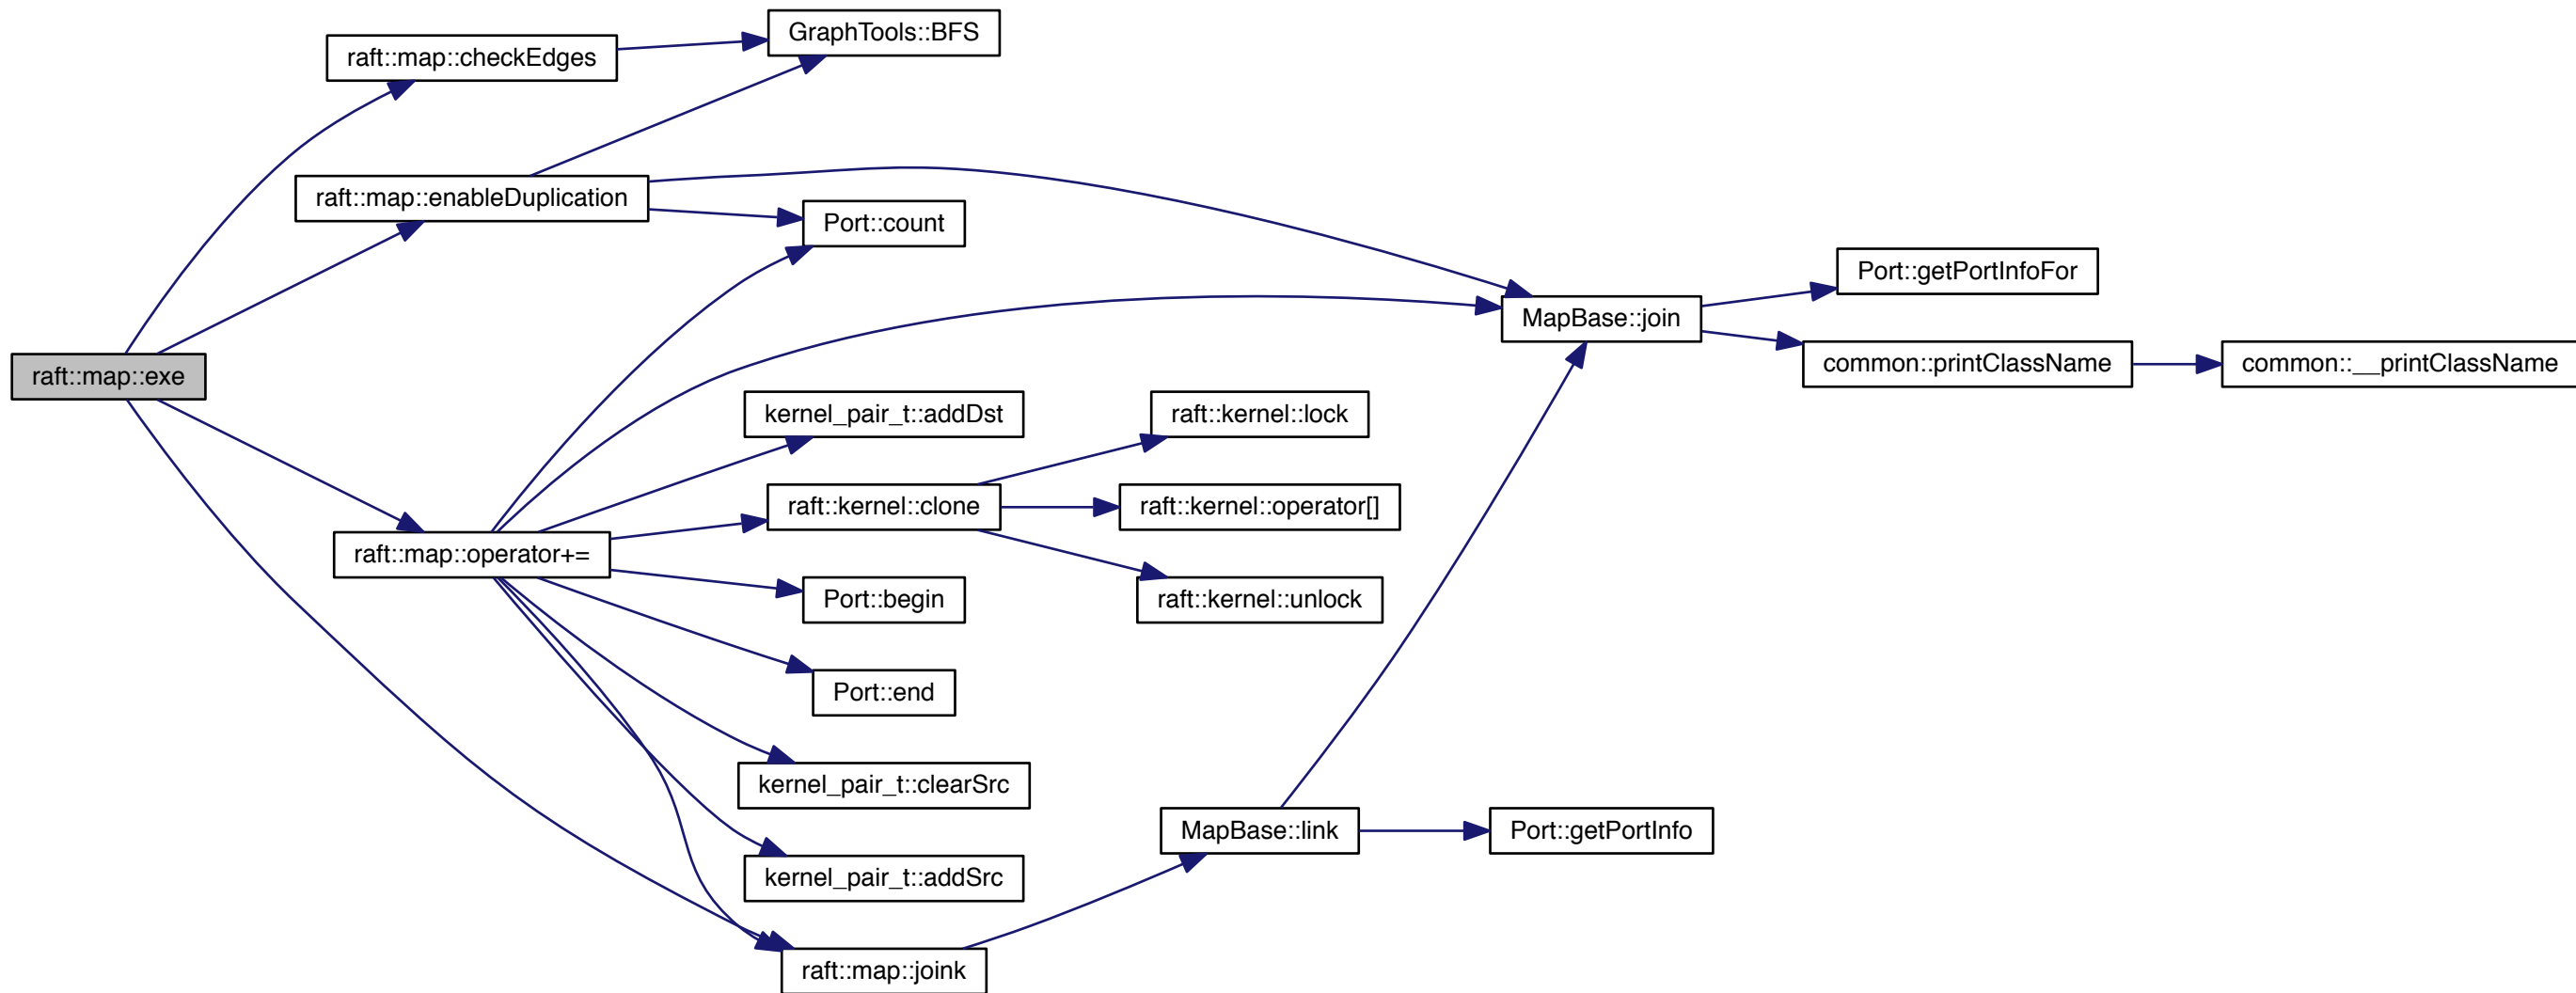 GraphTools::BFS
raft::map::checkEdges
raft::map::enableDuplication
Port::count
Port::getPortInfoFor
MapBase::join
common::printClassName
common::__printClassName
raft::map::exe
kernel_pair_t::addDst
raft::kernel::lock
raft::kernel::clone
raft::kernel::operator[]
raft::map::operator+=
Port::begin
raft::kernel::unlock
Port::end
kernel_pair_t::clearSrc
MapBase::link
Port::getPortInfo
kernel_pair_t::addSrc
raft::map::joink